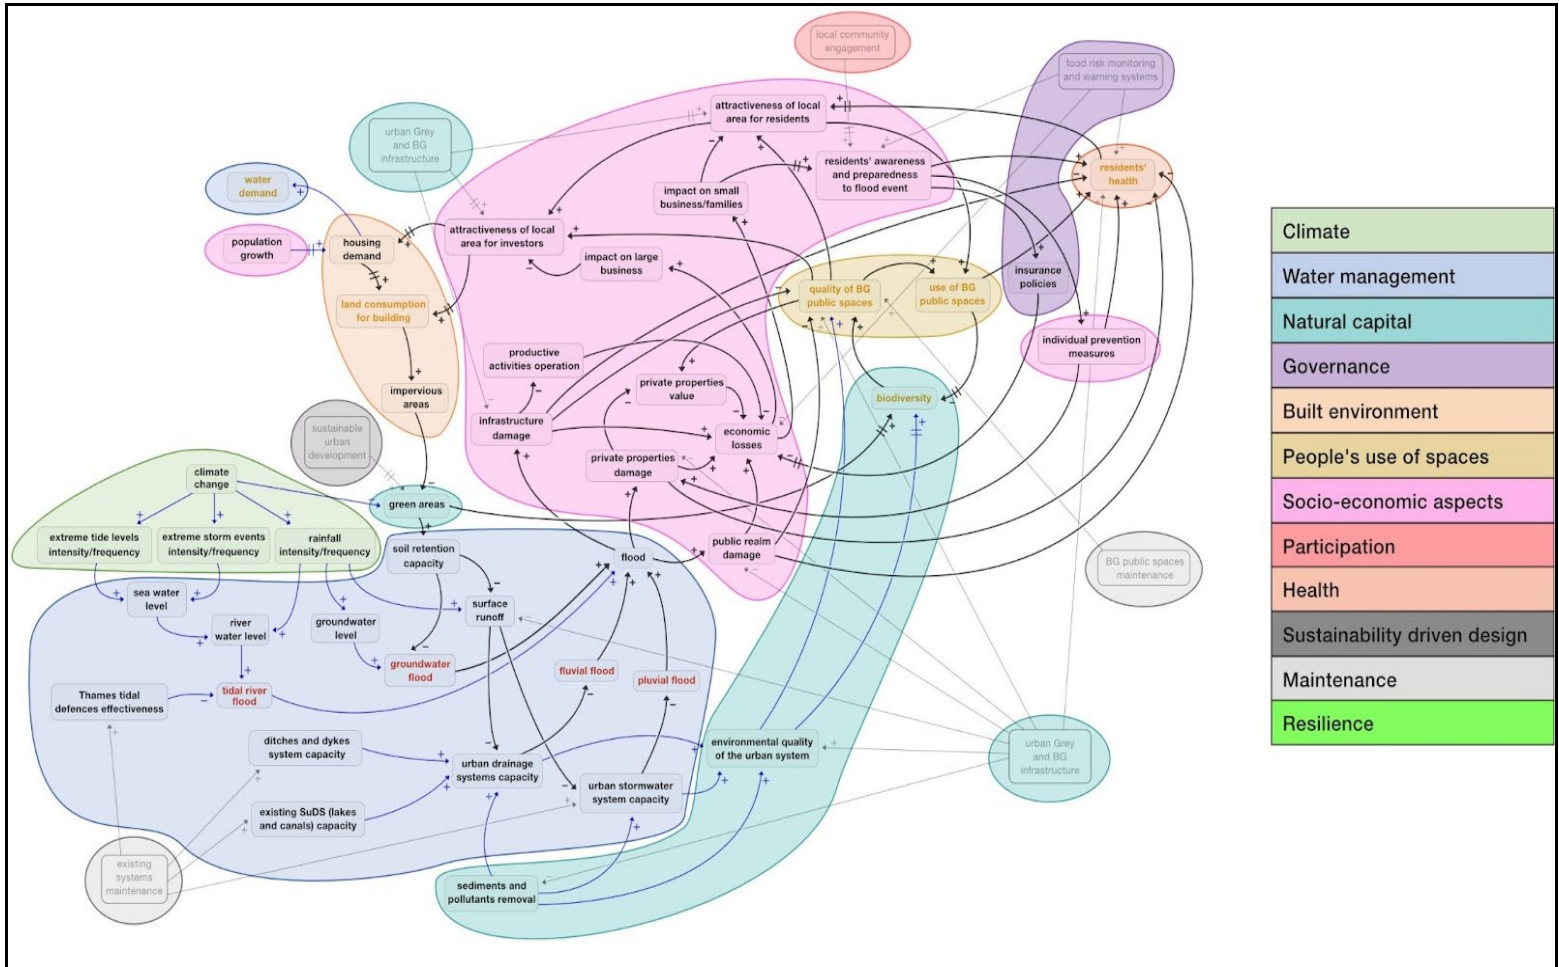 local community
engagement
food risk monitoring
and warning systems
attractiveness of local
area for residents
urban Grey
and BG
infrastructure
residents' awareness
and preparedness
to flood event
residents'
health
water
demand
impact on small
business/families
population
growth
housing
demand
attractiveness of local
area for investors
impact on large
business
insurance
policies
quality of BG
public spaces
use of BG
public spaces
land consumption
for building
individual prevention
measures
productive
activities operation
private properties
value
impervious
areas
biodiversity
sustainable
urban
development
infrastructure
damage
economic
losses
private properties
damage
climate
change
green areas
extreme tide levels
intensity/frequency
extreme storm events
intensity/frequency
rainfall
intensity/frequency
soil retention
capacity
flood
public realm
damage
BG public spaces
maintenance
sea water
level
surface
runoff
river
water level
groundwater
level
groundwater
flood
fluvial flood
pluvial flood
Thames tidal
defences effectiveness
tidal river
flood
ditches and dykes
system capacity
urban drainage
systems capacity
environmental quality
of the urban system
urban Grey
and BG
infrastructure
urban stormwater
system capacity
existing SuDS (lakes
and canals) capacity
existing
systems
maintenance
sediments and
pollutants removal
Climate
Water management
Natural capital
Governance
Built environment
People's use of spaces
Socio-economic aspects
Participation
Health
Sustainability driven design
Maintenance
Resilience